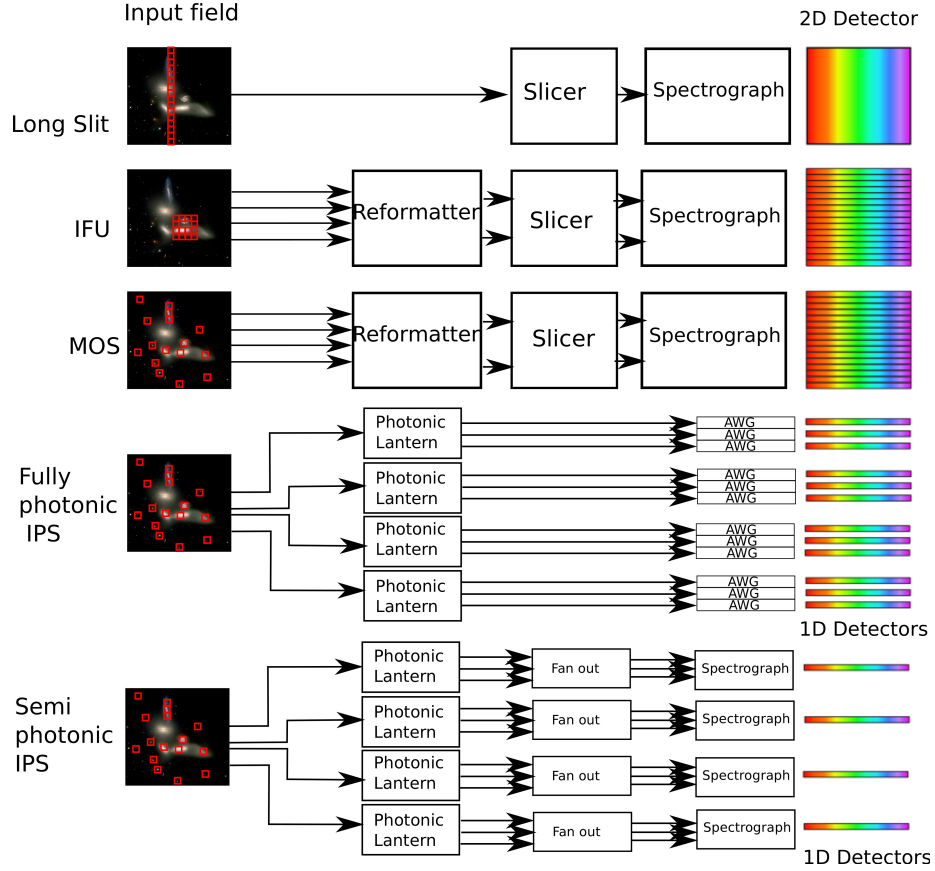 Input field
2D Detector
Long Slit
Slicer
Spectrograph
IFU
Reformatter
Slicer
Spectrograph
MOS
Reformatter
Slicer
Spectrograph
Fully
photonic
IPS
Photonic
Lantern
AWG
AWG
AWG
Photonic
Lantern
AWG
AWG
AWG
Photonic
Lantern
AWG
AWG
AWG
Photonic
Lantern
AWG
AWG
AWG
1D Detectors
Semi
photonic
IPS
Photonic
Lantern
Fan out
Spectrograph
Photonic
Lantern
Fan out
Spectrograph
Photonic
Lantern
Fan out
Spectrograph
Photonic
Lantern
Fan out
Spectrograph
1D Detectors